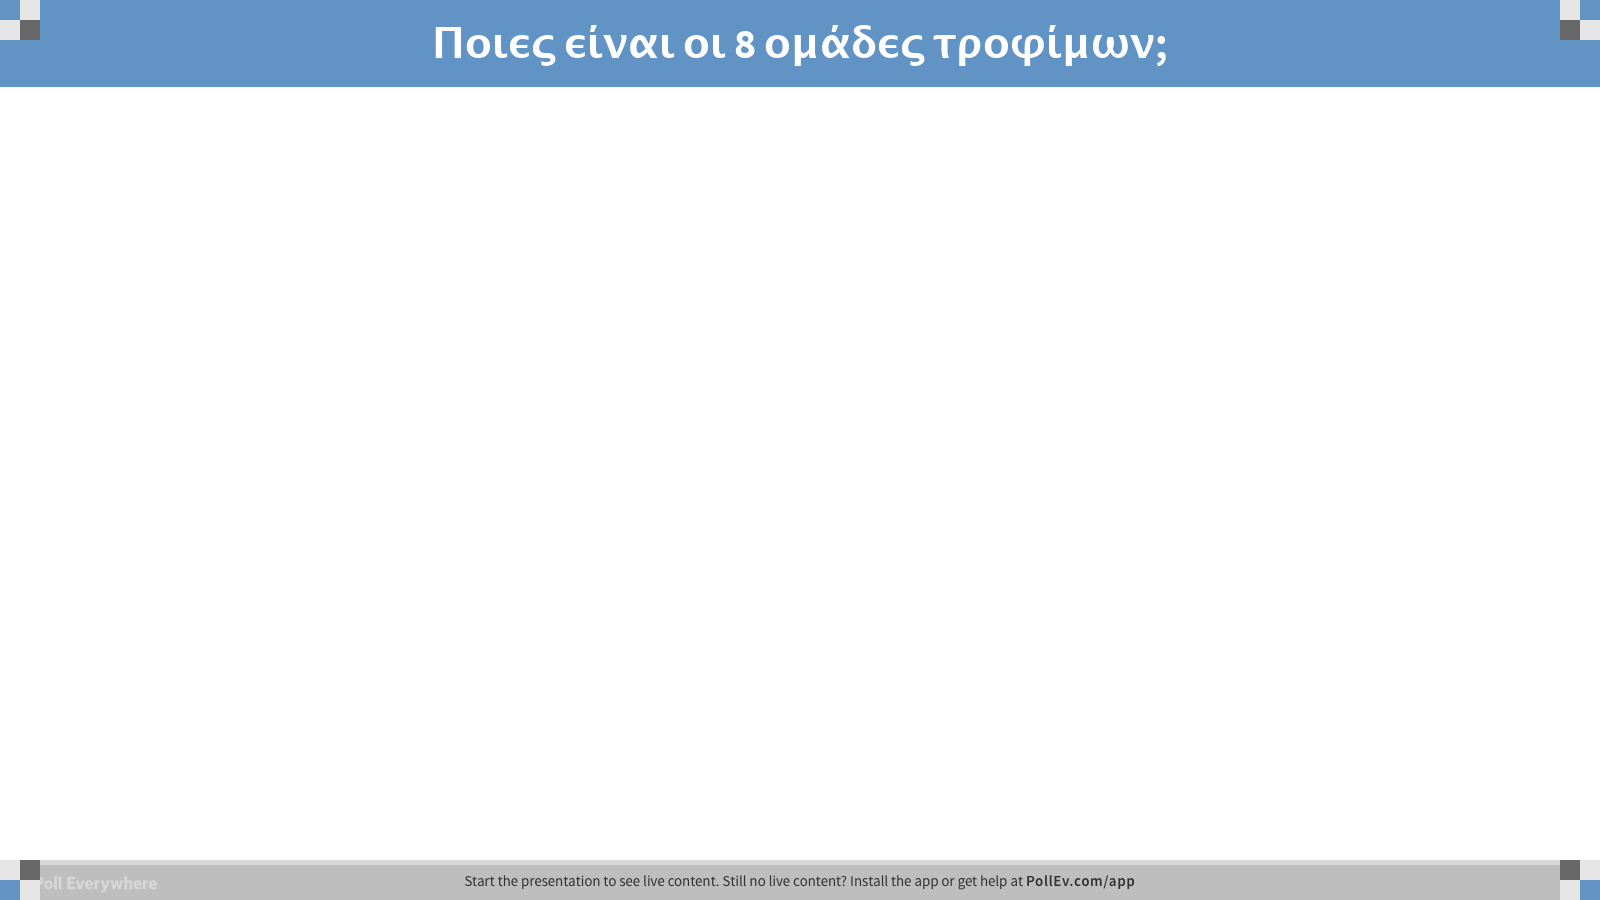 Ποιες είναι οι 8 ομάδες τροφίμων;
Poll Everywhere
Start the presentation to see live content. Still no live content? Install the app or get help at PollEv.com/app